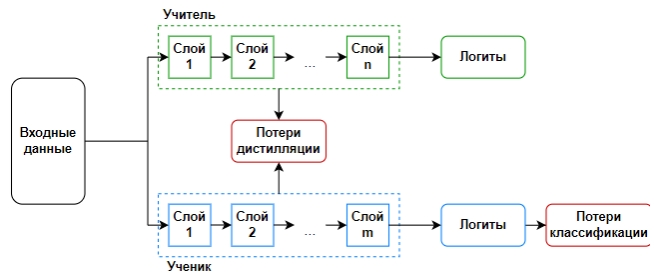 Учитель
Слой
1
Слой
2
...
Слой
n
Логиты
Входные
данные
Потери
дистилляции
Слой
1
Слой
2
...
Слой
m
Логиты
Потери
классификации
Ученик